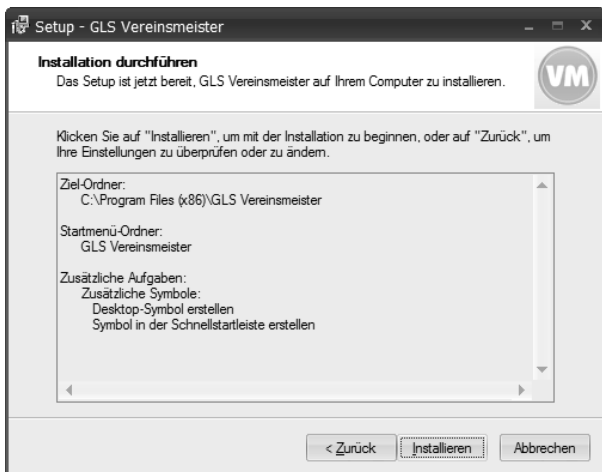 Setup - GLS Vereinsmeister
Installation durchführen
Das Setup ist jetzt bereit, GLS Vereinsmeister auf Ihrem Computer zu installieren.
VM
Klicken Sie auf "Installieren", um mit der Installation zu beginnen, oder auf "Zurück", um
Ihre Einstellungen zu überprüfen oder zu ändern.
Ziel-Ordner:
C:\Program Files (x86)\GLS Vereinsmeister
Startmenü-Ordner:
GLS Vereinsmeister
Zusätzliche Aufgaben:
Zusätzliche Symbole:
Desktop-Symbol erstellen
Symbol in der Schnellstartleiste erstellen
< Zurück
Installieren
Abbrechen